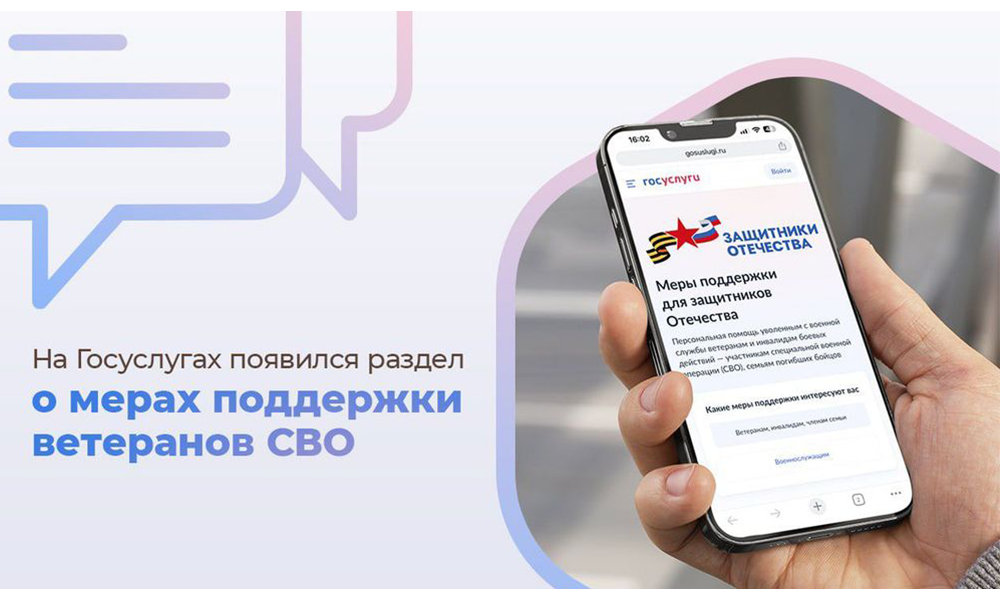 На Госуслугах появился раздел
о мерах поддержки
ветеранов СВО
16:02
gosuslugi.ru
госуслуги
Войти
ЗАЩИТНИКИ
ОТЕЧЕСТВА
Меры поддержки
для защитников
Отечества
Персональная помощь уволенным с военной
службы ветеранам и инвалидам боевых
действий — участникам специальной военной
операции (СВО), семьям погибших бойцов
Какие меры поддержки интересуют вас
Ветеранам, инвалидам, членам семьи
Военнослужащим
2